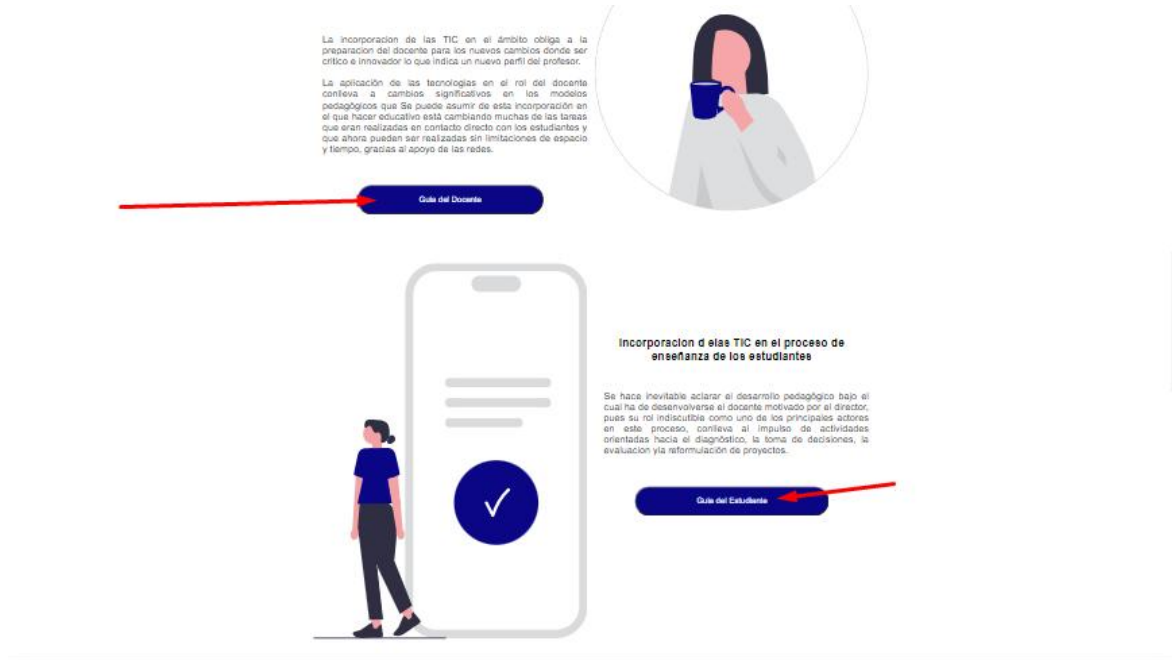 La incorporacion de las TIC en el ámbito obliga a la
preparacion del docente para los nuevos cambios donde ser
crítico e innovador lo que indica un nuevo perfil del profesor.
La aplicación de las tecnologías en el rol del docente
conlleva a cambios significativos en los modelos
pedagógicos que Se puede asumir de esta incorporación en
el que hacer educativo está cambiando muchas de las tareas
que eran realizadas en contacto directo con los estudiantes y
que ahora pueden ser realizadas sin limitaciones de espacio
y tiempo, gracias al apoyo de las redes.
Guia del Docente
Incorporacion d elas TIC en el proceso de
enseñanza de los estudiantes
Se hace inevitable aclarar el desarrollo pedagógico bajo el
cual ha de desenvolverse el docente motivado por el director,
pues su rol indiscutible como uno de los principales actores
en este proceso, conlleva al impulso de actividades
orientadas hacia el diagnóstico, la toma de decisiones, la
evaluacion yla reformulación de proyectos.
Guia del Estudiante